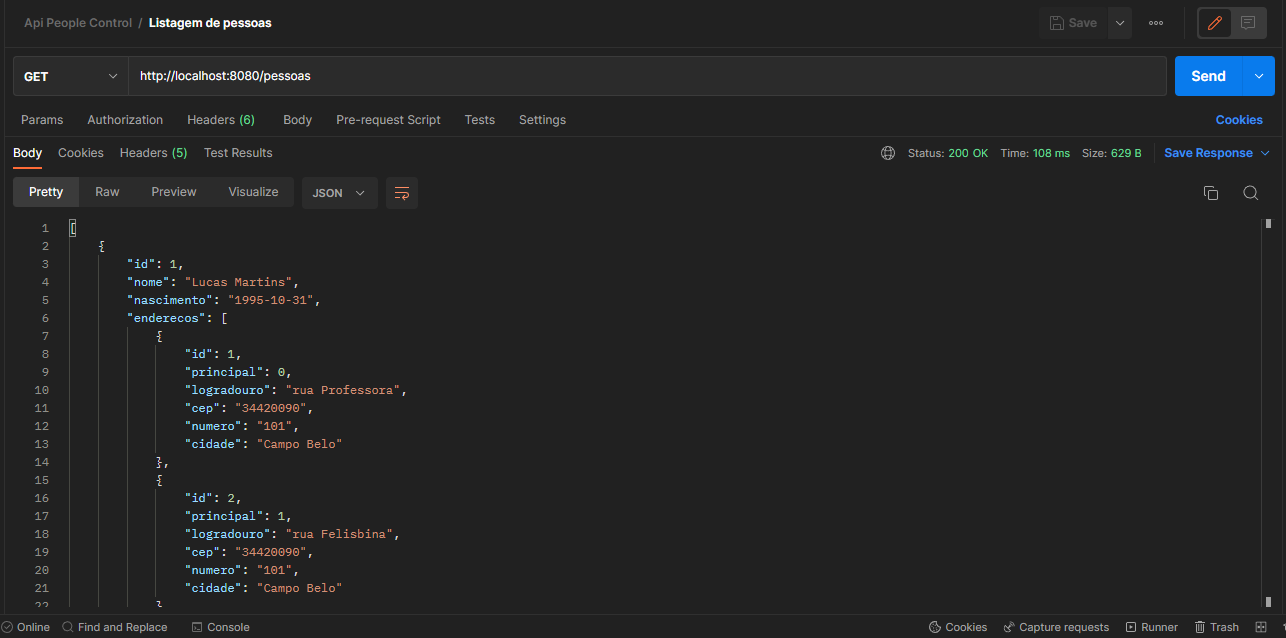 Api People Control / Listagem de pessoas
Save
GET
http://localhost:8080/pessoas
Send
Params Authorization Headers (6) Body Pre-request Script Tests Settings Cookies
Body Cookies Headers (5) Test Results Status: 200 OK Time: 108 ms Size: 629 B Save Response
Pretty Raw Preview Visualize JSON
1 [
2 {
3 "id": 1,
4 "nome": "Lucas Martins",
5 "nascimento": "1995-10-31",
6 "enderecos": [
7 {
8 "id": 1,
9 "principal": 0,
10 "logradouro": "rua Professora",
11 "cep": "34420090",
12 "numero": "101",
13 "cidade": "Campo Belo"
14 },
15 {
16 "id": 2,
17 "principal": 1,
18 "logradouro": "rua Felisbina",
19 "cep": "34420090",
20 "numero": "101",
21 "cidade": "Campo Belo"
22 }
Online Find and Replace Console Cookies Capture requests Runner Trash